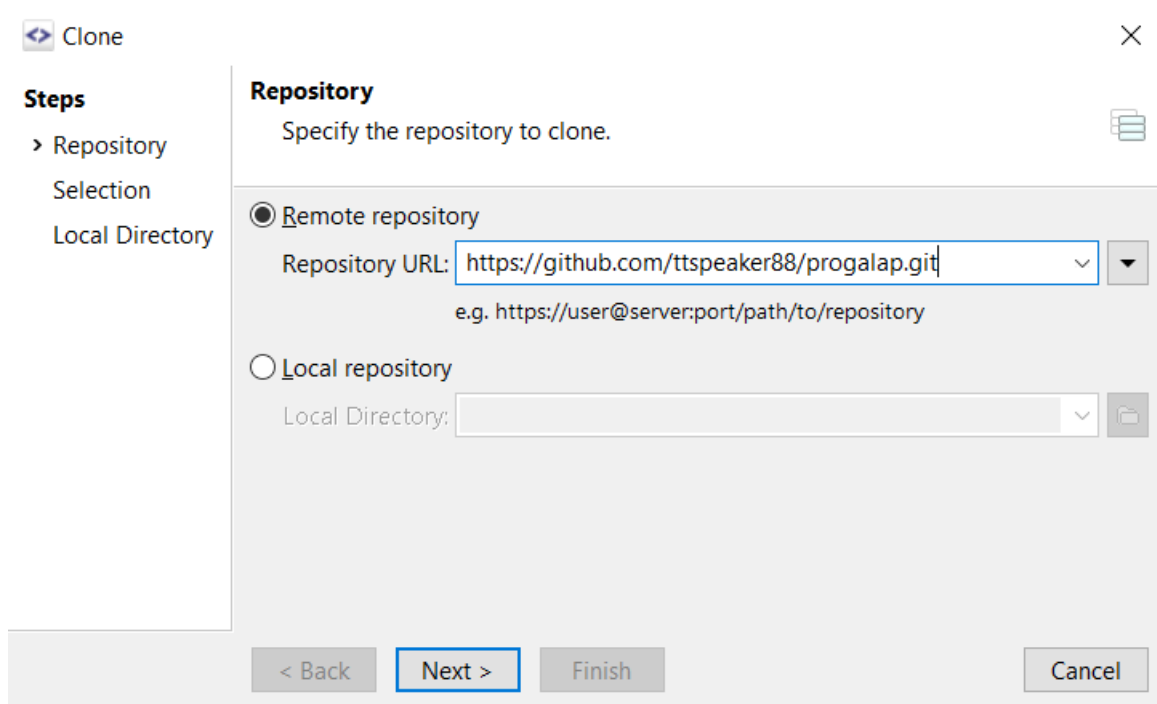 Clone
Steps
Repository
Selection
Local Directory
Repository
Specify the repository to clone.
Remote repository
Repository URL: https://github.com/ttspeaker88/progalap.git
e.g. https://user@server:port/path/to/repository
Local repository
Local Directory:
< Back Next > Finish Cancel